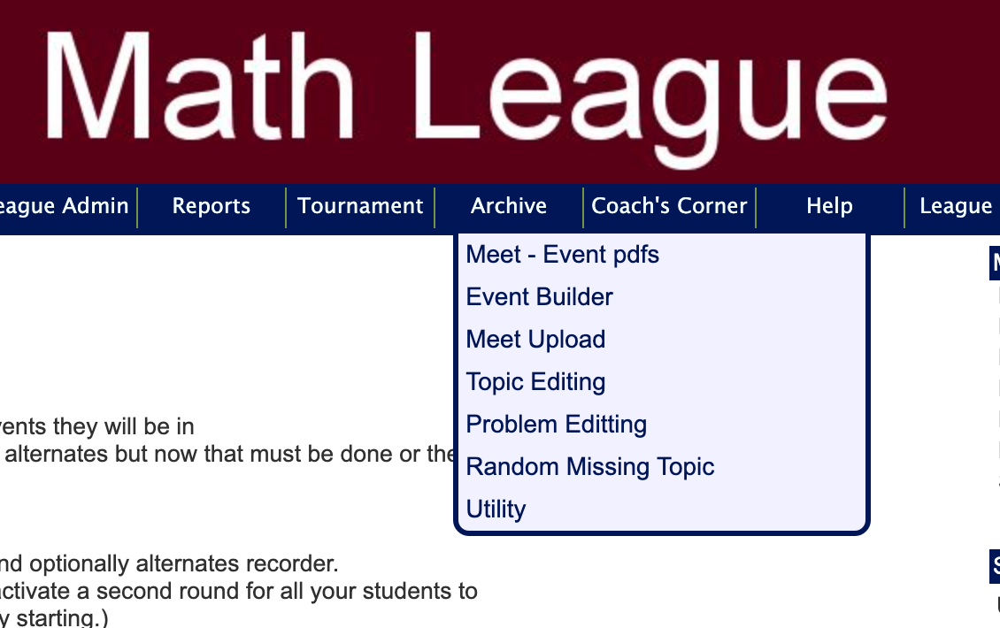 Math League
eague Admin
Reports
Tournament
Archive
Coach's Corner
Help
League
Meet - Event pdfs
Event Builder
Meet Upload
Topic Editing
Problem Editting
Random Missing Topic
Utility
vents they will be in
alternates but now that must be done or the
nd optionally alternates recorder.
activate a second round for all your students to
y starting.)